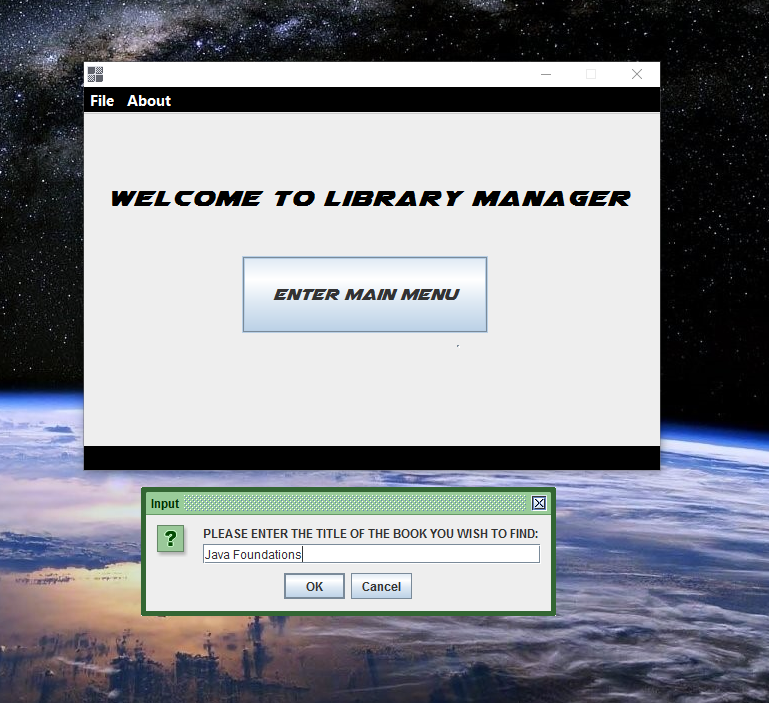 File About
WELCOME TO LIBRARY MANAGER
ENTER MAIN MENU
Input
?
PLEASE ENTER THE TITLE OF THE BOOK YOU WISH TO FIND:
Java Foundations
OK Cancel